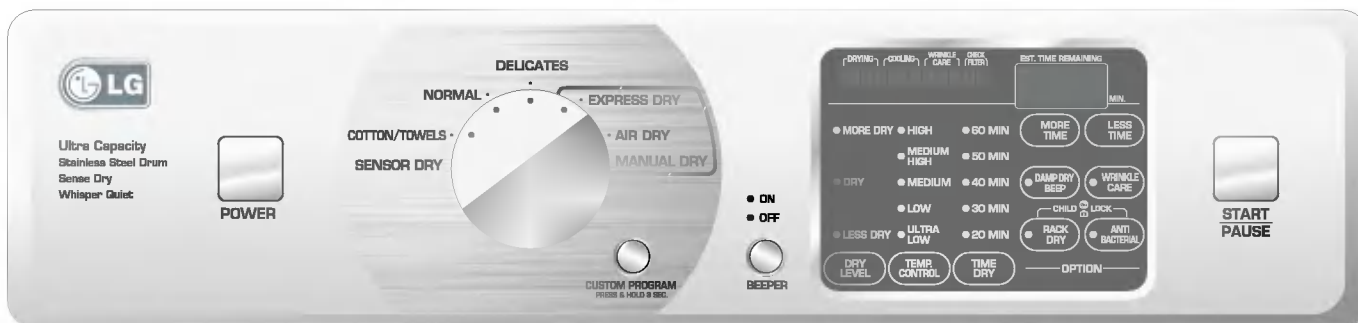 LG
Ultra Capacity
Stainless Steel Drum
Sense Dry
Whisper Quiet
POWER
DELICATES
NORMAL
EXPRESS DRY
COTTON/TOWELS
AIR DRY
SENSOR DRY
MANUAL DRY
CUSTOM PROGRAM
PRESS & HOLD 3 SEC.
ON
OFF
BEEPER
DRYING COOLING WRINKLE CARE CHECK FILTER
EST. TIME REMAINING
MIN.
MORE DRY HIGH 60 MIN
MORE TIME
LESS TIME
MEDIUM HIGH 50 MIN
DRY MEDIUM 40 MIN
DAMP DRY BEEP
WRINKLE CARE
LOW 30 MIN
CHILD LOCK
LESS DRY ULTRA LOW 20 MIN
RACK DRY
ANTI BACTERIAL
DRY LEVEL
TEMP. CONTROL
TIME DRY
OPTION
START
PAUSE